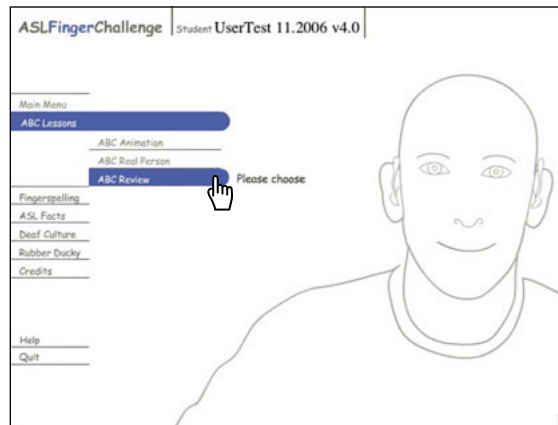 ASLFingerChallenge Student UserTest 11.2006 v4.0
Main Menu
ABC Lessons
ABC Animation
ABC Real Person
ABC Review Please choose
Fingerspelling
ASL Facts
Deaf Culture
Rubber Ducky
Credits
Help
Quit